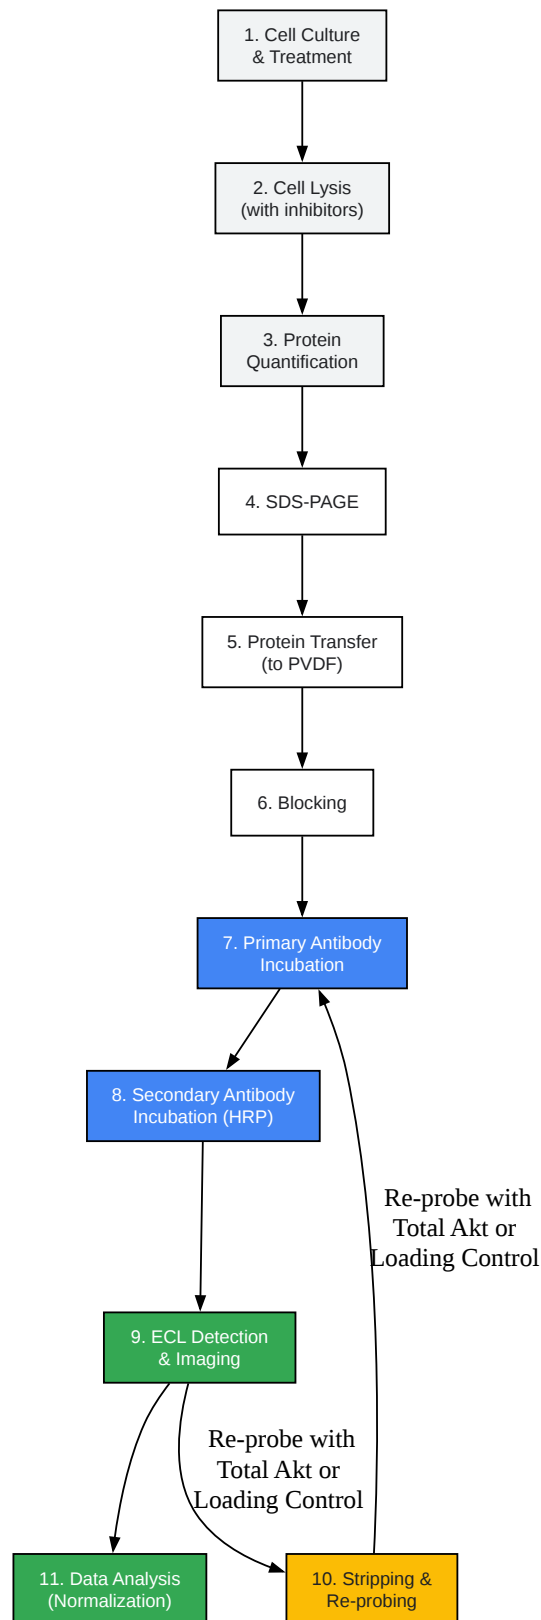 1. Cell Culture
& Treatment
2. Cell Lysis
(with inhibitors)
3. Protein
Quantification
4. SDS-PAGE
5. Protein Transfer
(to PVDF)
6. Blocking
7. Primary Antibody
Incubation
8. Secondary Antibody
Incubation (HRP)
Re-probe with
Total Akt or
Loading Control
9. ECL Detection
& Imaging
Re-probe with
Total Akt or
Loading Control
11. Data Analysis
(Normalization)
10. Stripping &
Re-probing